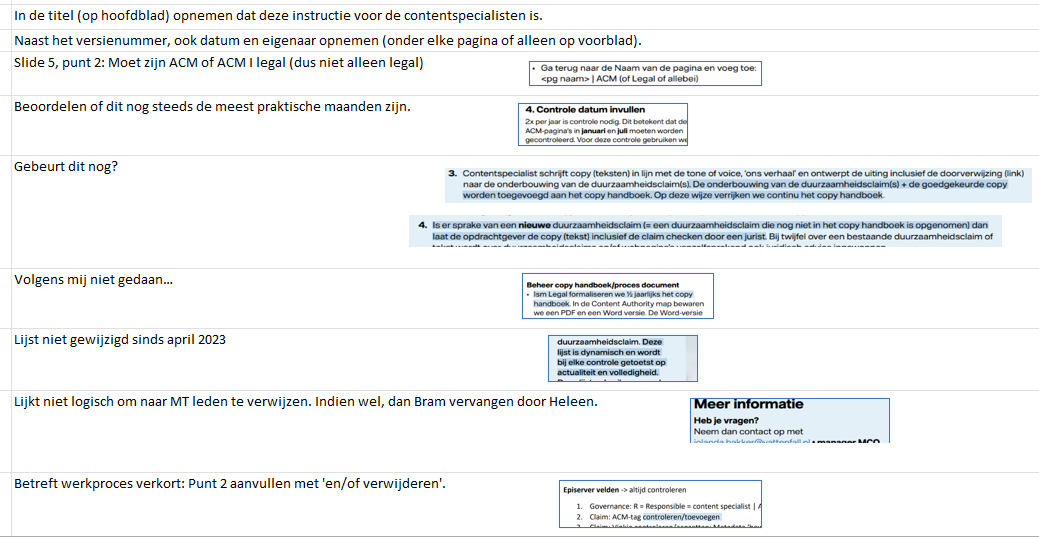 In de titel (op hoofdblad) opnemen dat deze instructie voor de contentspecialisten is.
Naast het versienummer, ook datum en eigenaar opnemen (onder elke pagina of alleen op voorblad).
Slide 5, punt 2: Moet zijn ACM of ACM I legal (dus niet alleen legal)
• Ga terug naar de Naam van de pagina en voeg toe:
<pg naam> | ACM (of Legal of allebei)
Beoordelen of dit nog steeds de meest praktische maanden zijn.
4. Controle datum invullen
2x per jaar is controle nodig. Dit betekent dat de
ACM-pagina's in januari en juli moeten worden
gecontroleerd. Voor deze controle gebruiken we
Gebeurt dit nog?
3. Contentspecialist schrijft copy (teksten) in lijn met de tone of voice, 'ons verhaal' en ontwerpt de uiting inclusief de doorverwijzing (link)
naar de onderbouwing van de duurzaamheidsclaim(s). De onderbouwing van de duurzaamheidsclaim(s) + de goedgekeurde copy
worden toegevoegd aan het copy handboek. Op deze wijze verrijken we continu het copy handboek.
4. Is er sprake van een nieuwe duurzaamheidsclaim (= een duurzaamheidsclaim die nog niet in het copy handboek is opgenomen) dan
laat de opdrachtgever de copy (tekst) inclusief de claim checken door een jurist. Bij twijfel over een bestaande duurzaamheidsclaim of
Volgens mij niet gedaan...
Beheer copy handboek/proces document
• Ism Legal formaliseren we ½ jaarlijks het copy
handboek. In de Content Authority map bewaren
we een PDF en een Word versie. De Word-versie
Lijst niet gewijzigd sinds april 2023
duurzaamheidsclaim. Deze
lijst is dynamisch en wordt
bij elke controle getoetst op
actualiteit en volledigheid.
Lijkt niet logisch om naar MT leden te verwijzen. Indien wel, dan Bram vervangen door Heleen.
Meer informatie
Heb je vragen?
Neem dan contact op met
jolanda.bakker@vattenfall.nl • manager MCO
Betreft werkproces verkort: Punt 2 aanvullen met 'en/of verwijderen'.
Episerver velden -> altijd controleren
1. Governance: R = Responsible = content specialist | A
2. Claim: ACM-tag controleren/toevoegen